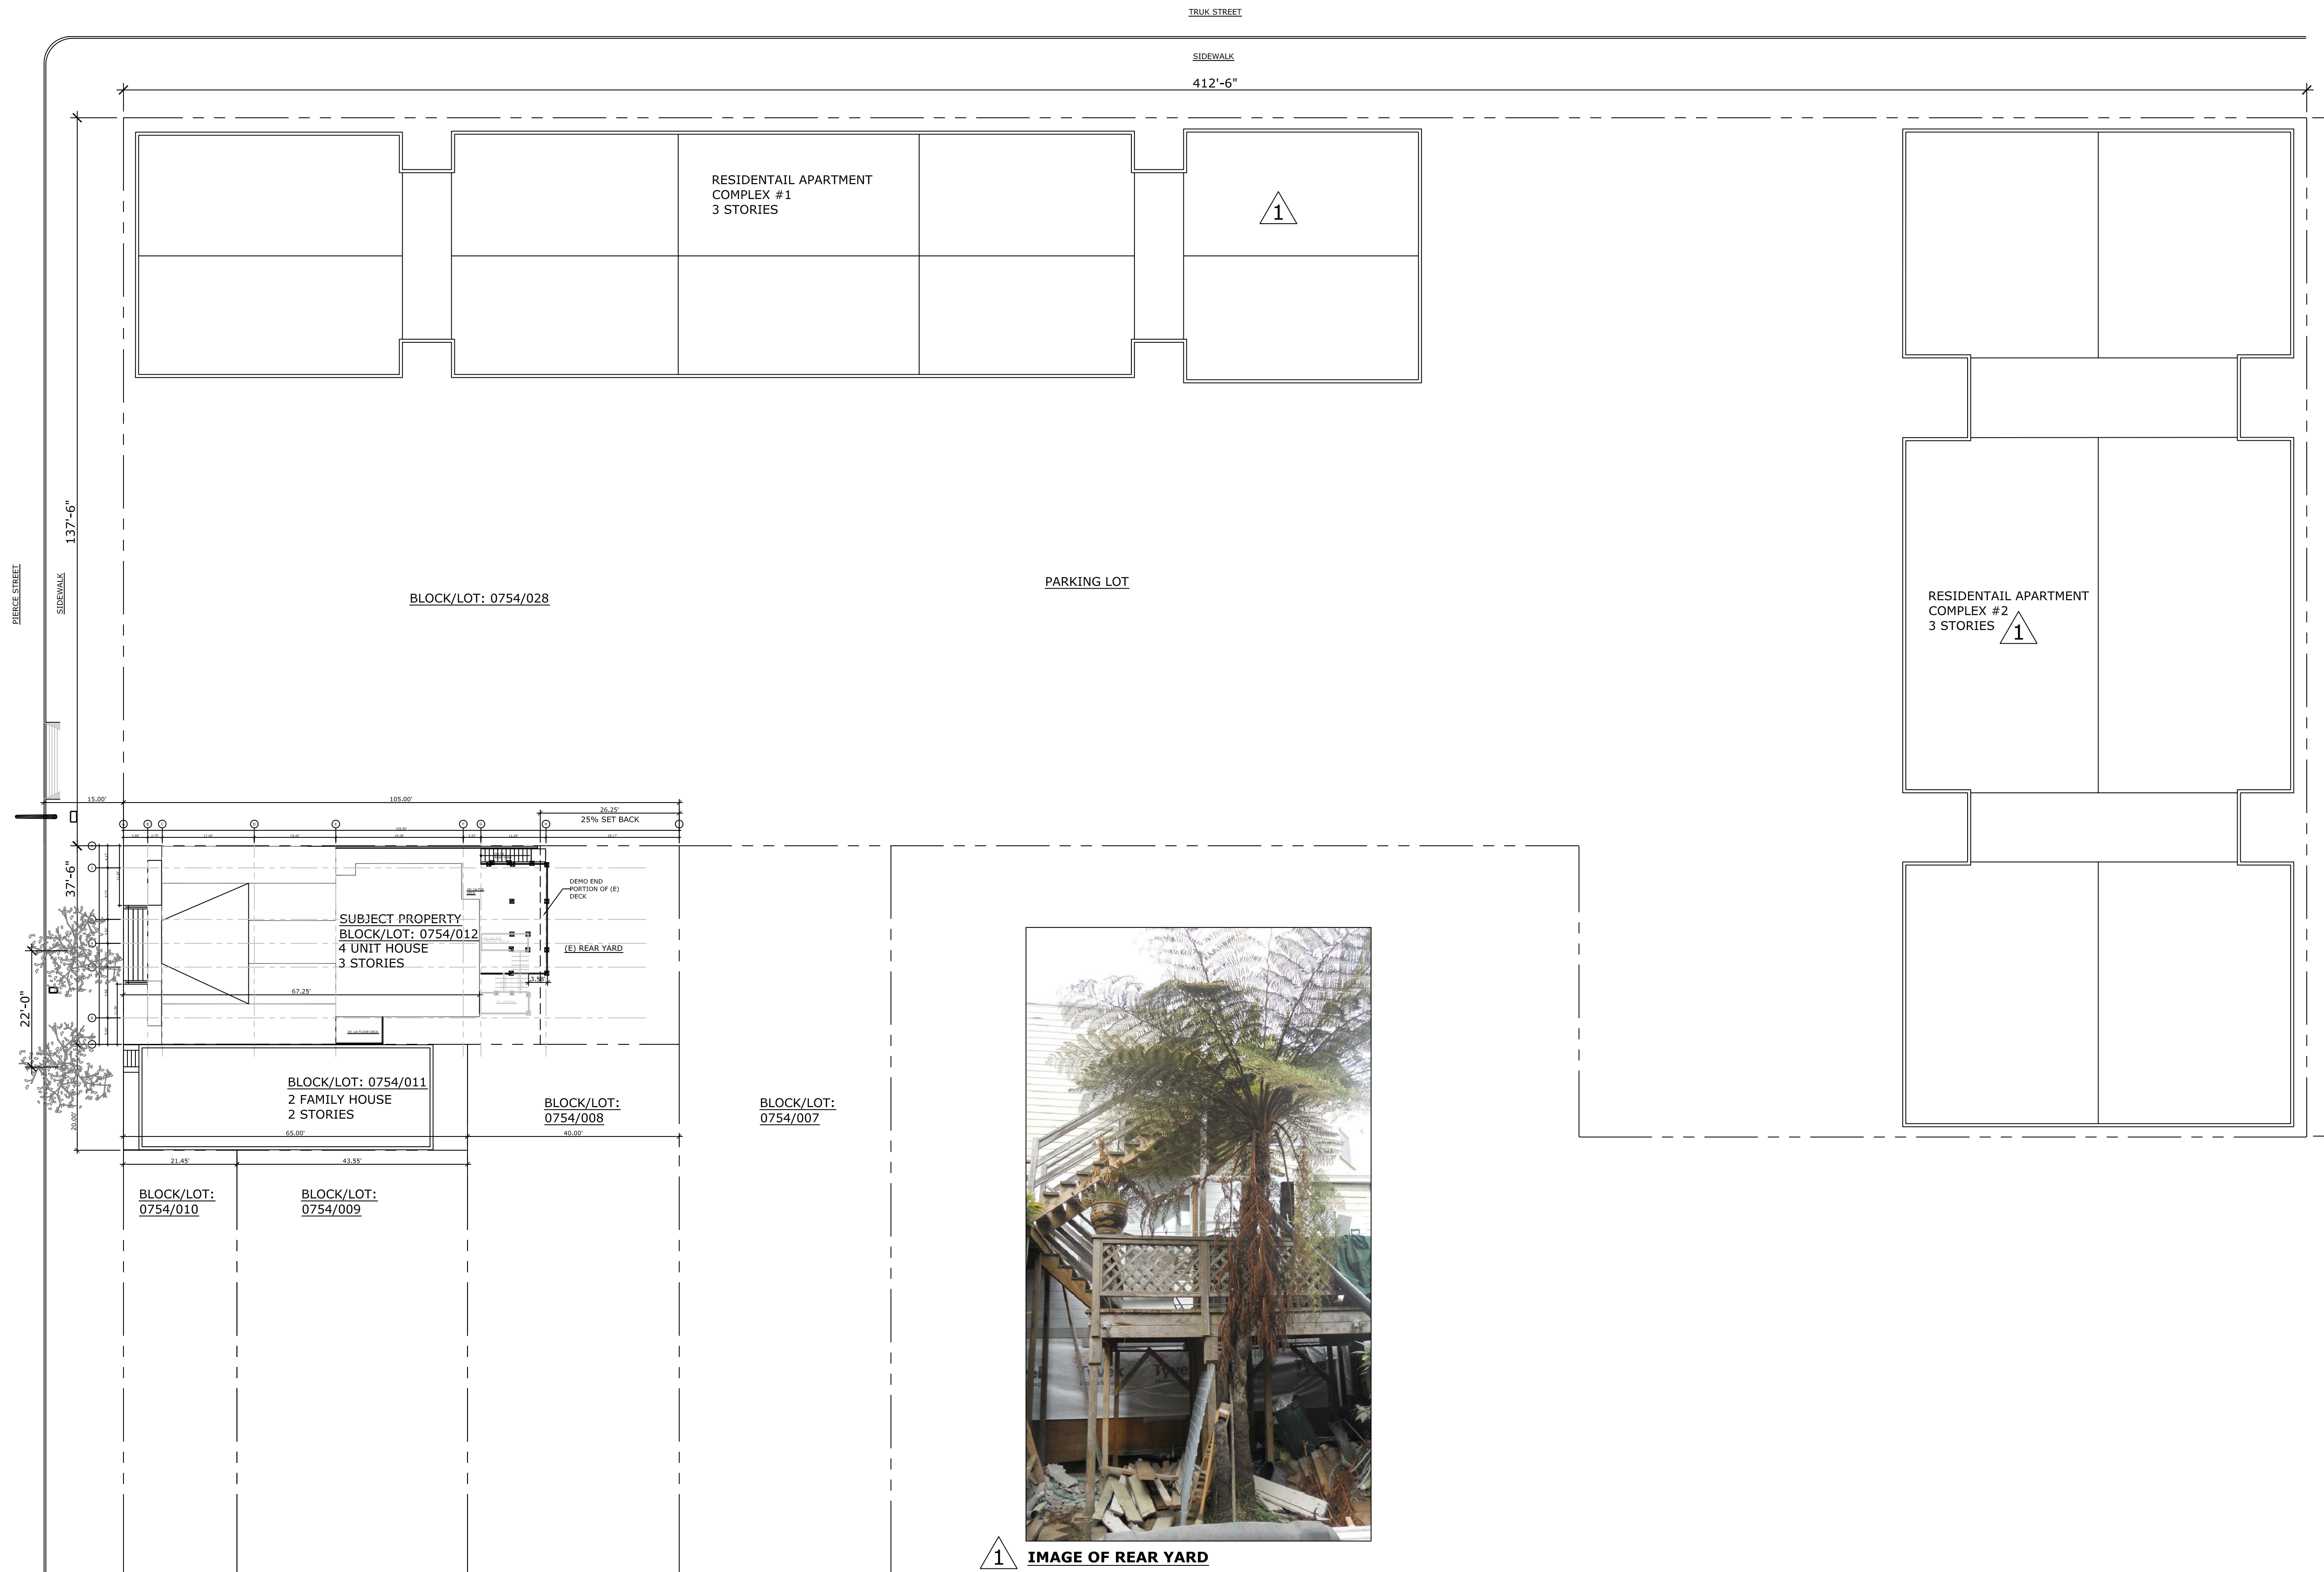 TRUK STREET
SIDEWALK
412'-6"
RESIDENTAIL APARTMENT
COMPLEX #1
3 STORIES
1
137'-6"
PIERCE STREET
SIDEWALK
BLOCK/LOT: 0754/028
PARKING LOT
RESIDENTAIL APARTMENT
COMPLEX #2
3 STORIES
1
15.00'
105.00'
26.25'
25% SET BACK
37'-6"
DEMO END
PORTION OF (E)
DECK
SUBJECT PROPERTY
BLOCK/LOT: 0754/012
4 UNIT HOUSE
3 STORIES
(E) REAR YARD
3.58'
67.25'
22'-0"
BLOCK/LOT: 0754/011
2 FAMILY HOUSE
2 STORIES
BLOCK/LOT:
0754/008
BLOCK/LOT:
0754/007
20.00'
65.00'
40.00'
21.45'
43.55'
BLOCK/LOT:
0754/010
BLOCK/LOT:
0754/009
1
IMAGE OF REAR YARD